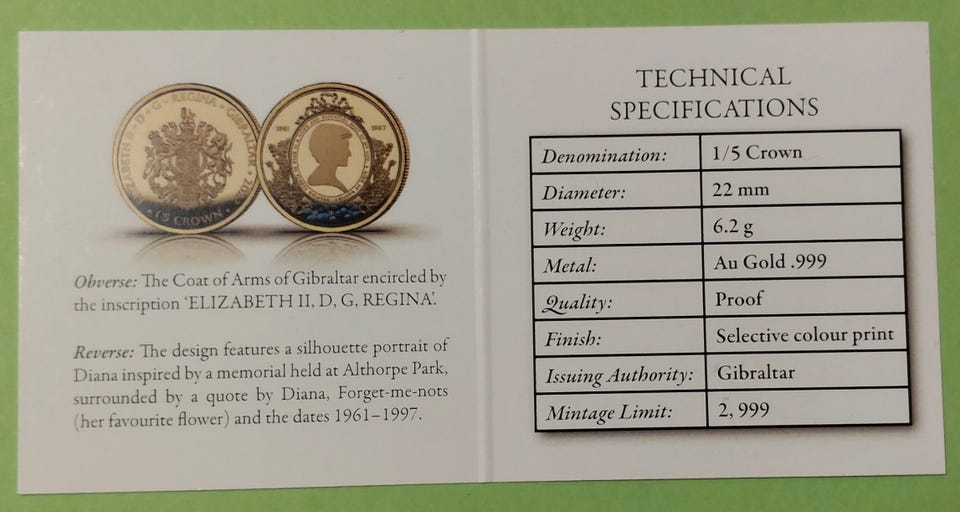 ELIZABETH II · D · G · REGINA · GIBRALTAR
1/5 CROWN
1961 1997
Obverse: The Coat of Arms of Gibraltar encircled by
the inscription ‘ELIZABETH II, D, G, REGINA’.
Reverse: The design features a silhouette portrait of
Diana inspired by a memorial held at Althorpe Park,
surrounded by a quote by Diana, Forget-me-nots
(her favourite flower) and the dates 1961–1997.
TECHNICAL
SPECIFICATIONS
Denomination: 1/5 Crown
Diameter: 22 mm
Weight: 6.2 g
Metal: Au Gold .999
Quality: Proof
Finish: Selective colour print
Issuing Authority: Gibraltar
Mintage Limit: 2, 999